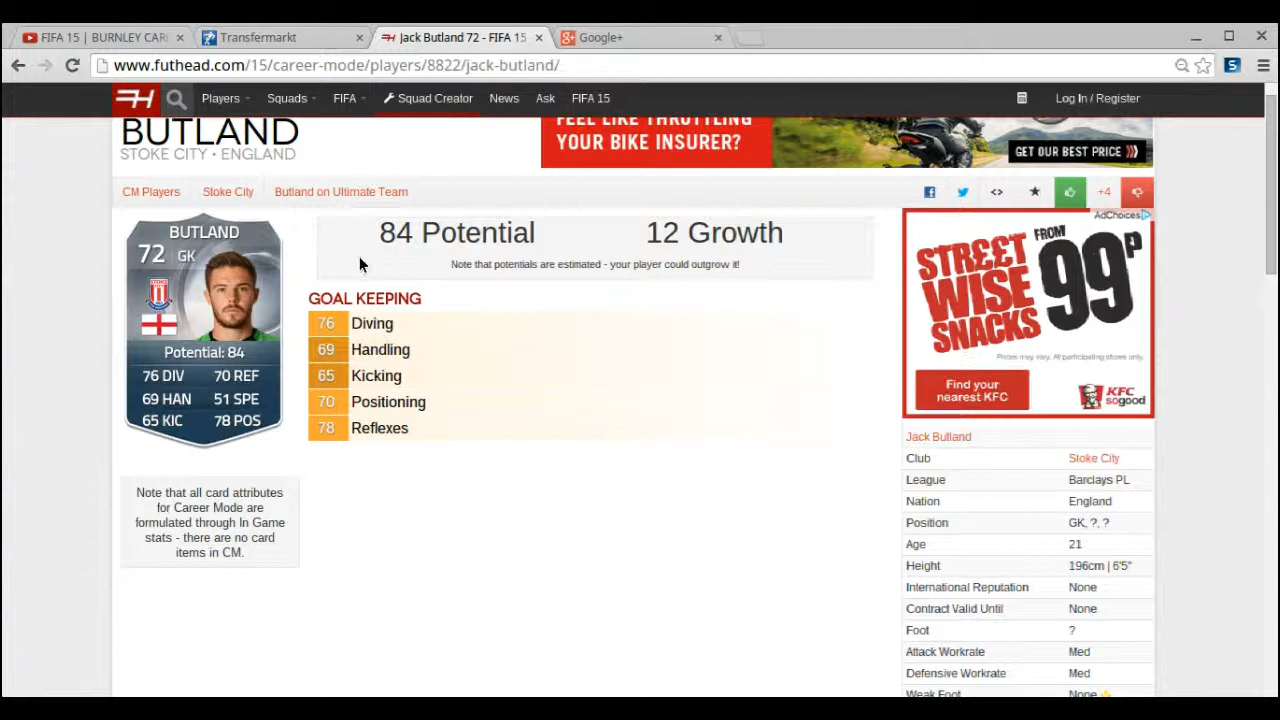 FIFA 15 | BURNLEY CAR
Transfermarkt
Jack Butland 72 - FIFA 15
Google+
www.futhead.com/15/career-mode/players/8822/jack-butland/
Players
Squads
FIFA
Squad Creator
News
Ask
FIFA 15
Log In / Register
BUTLAND
STOKE CITY • ENGLAND
FEEL LIKE THROTTLING
YOUR BIKE INSURER?
GET OUR BEST PRICE
CM Players
Stoke City
Butland on Ultimate Team
+4
BUTLAND
72 GK
Potential: 84
76 DIV 70 REF
69 HAN 51 SPE
65 KIC 78 POS
84 Potential
12 Growth
Note that potentials are estimated - your player could outgrow it!
GOAL KEEPING
76 Diving
69 Handling
65 Kicking
70 Positioning
78 Reflexes
Note that all card attributes
for Career Mode are
formulated through In Game
stats - there are no card
items in CM.
AdChoices
STREET
WISE
SNACKS
FROM
99P
Prices may vary. All participating stores only.
Find your
nearest KFC
KFC
so good
Jack Butland
Club Stoke City
League Barclays PL
Nation England
Position GK, ?, ?
Age 21
Height 196cm | 6'5"
International Reputation None
Contract Valid Until None
Foot ?
Attack Workrate Med
Defensive Workrate Med
Weak Foot None